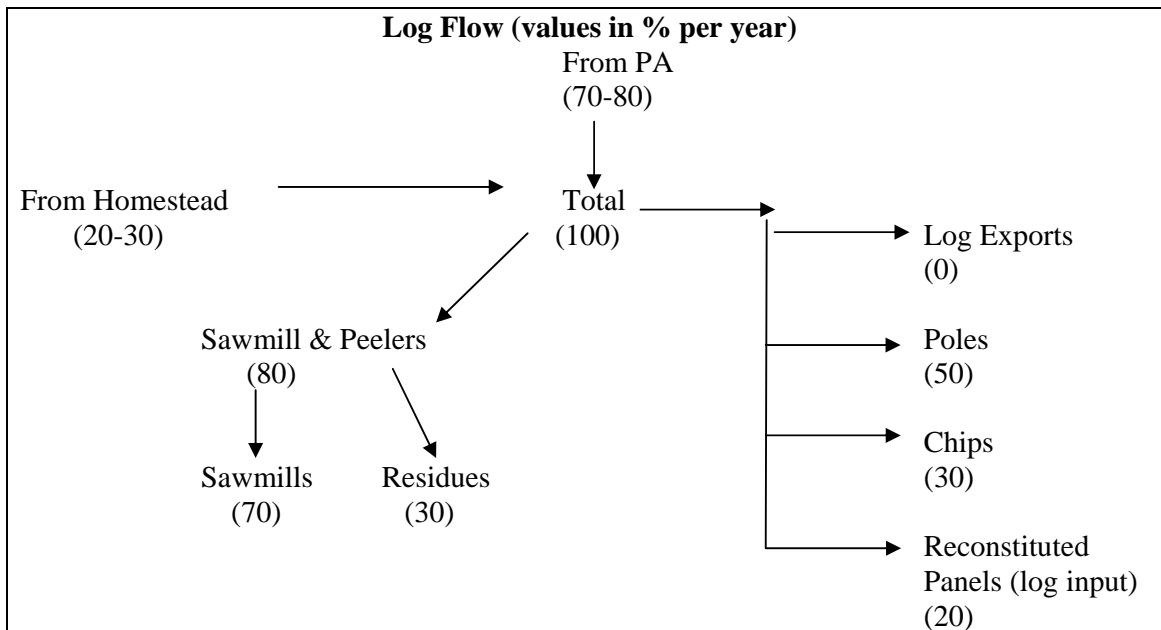 Log Flow (values in % per year)
From PA
(70-80)
From Homestead
(20-30)
Total
(100)
Log Exports
(0)
Sawmill & Peelers
(80)
Poles
(50)
Chips
(30)
Sawmills
(70)
Residues
(30)
Reconstituted
Panels (log input)
(20)